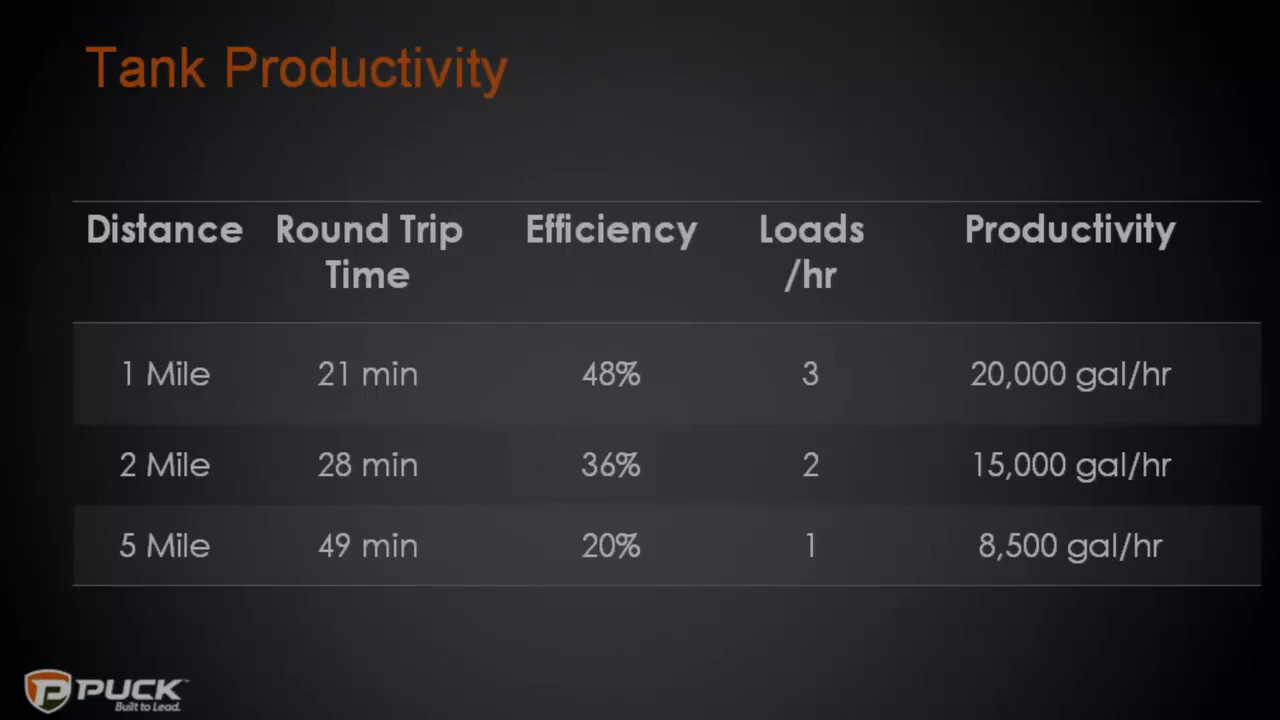 Tank Productivity
Distance Round Trip Time Efficiency Loads /hr Productivity
1 Mile 21 min 48% 3 20,000 gal/hr
2 Mile 28 min 36% 2 15,000 gal/hr
5 Mile 49 min 20% 1 8,500 gal/hr
PUCK™
Built to Lead.